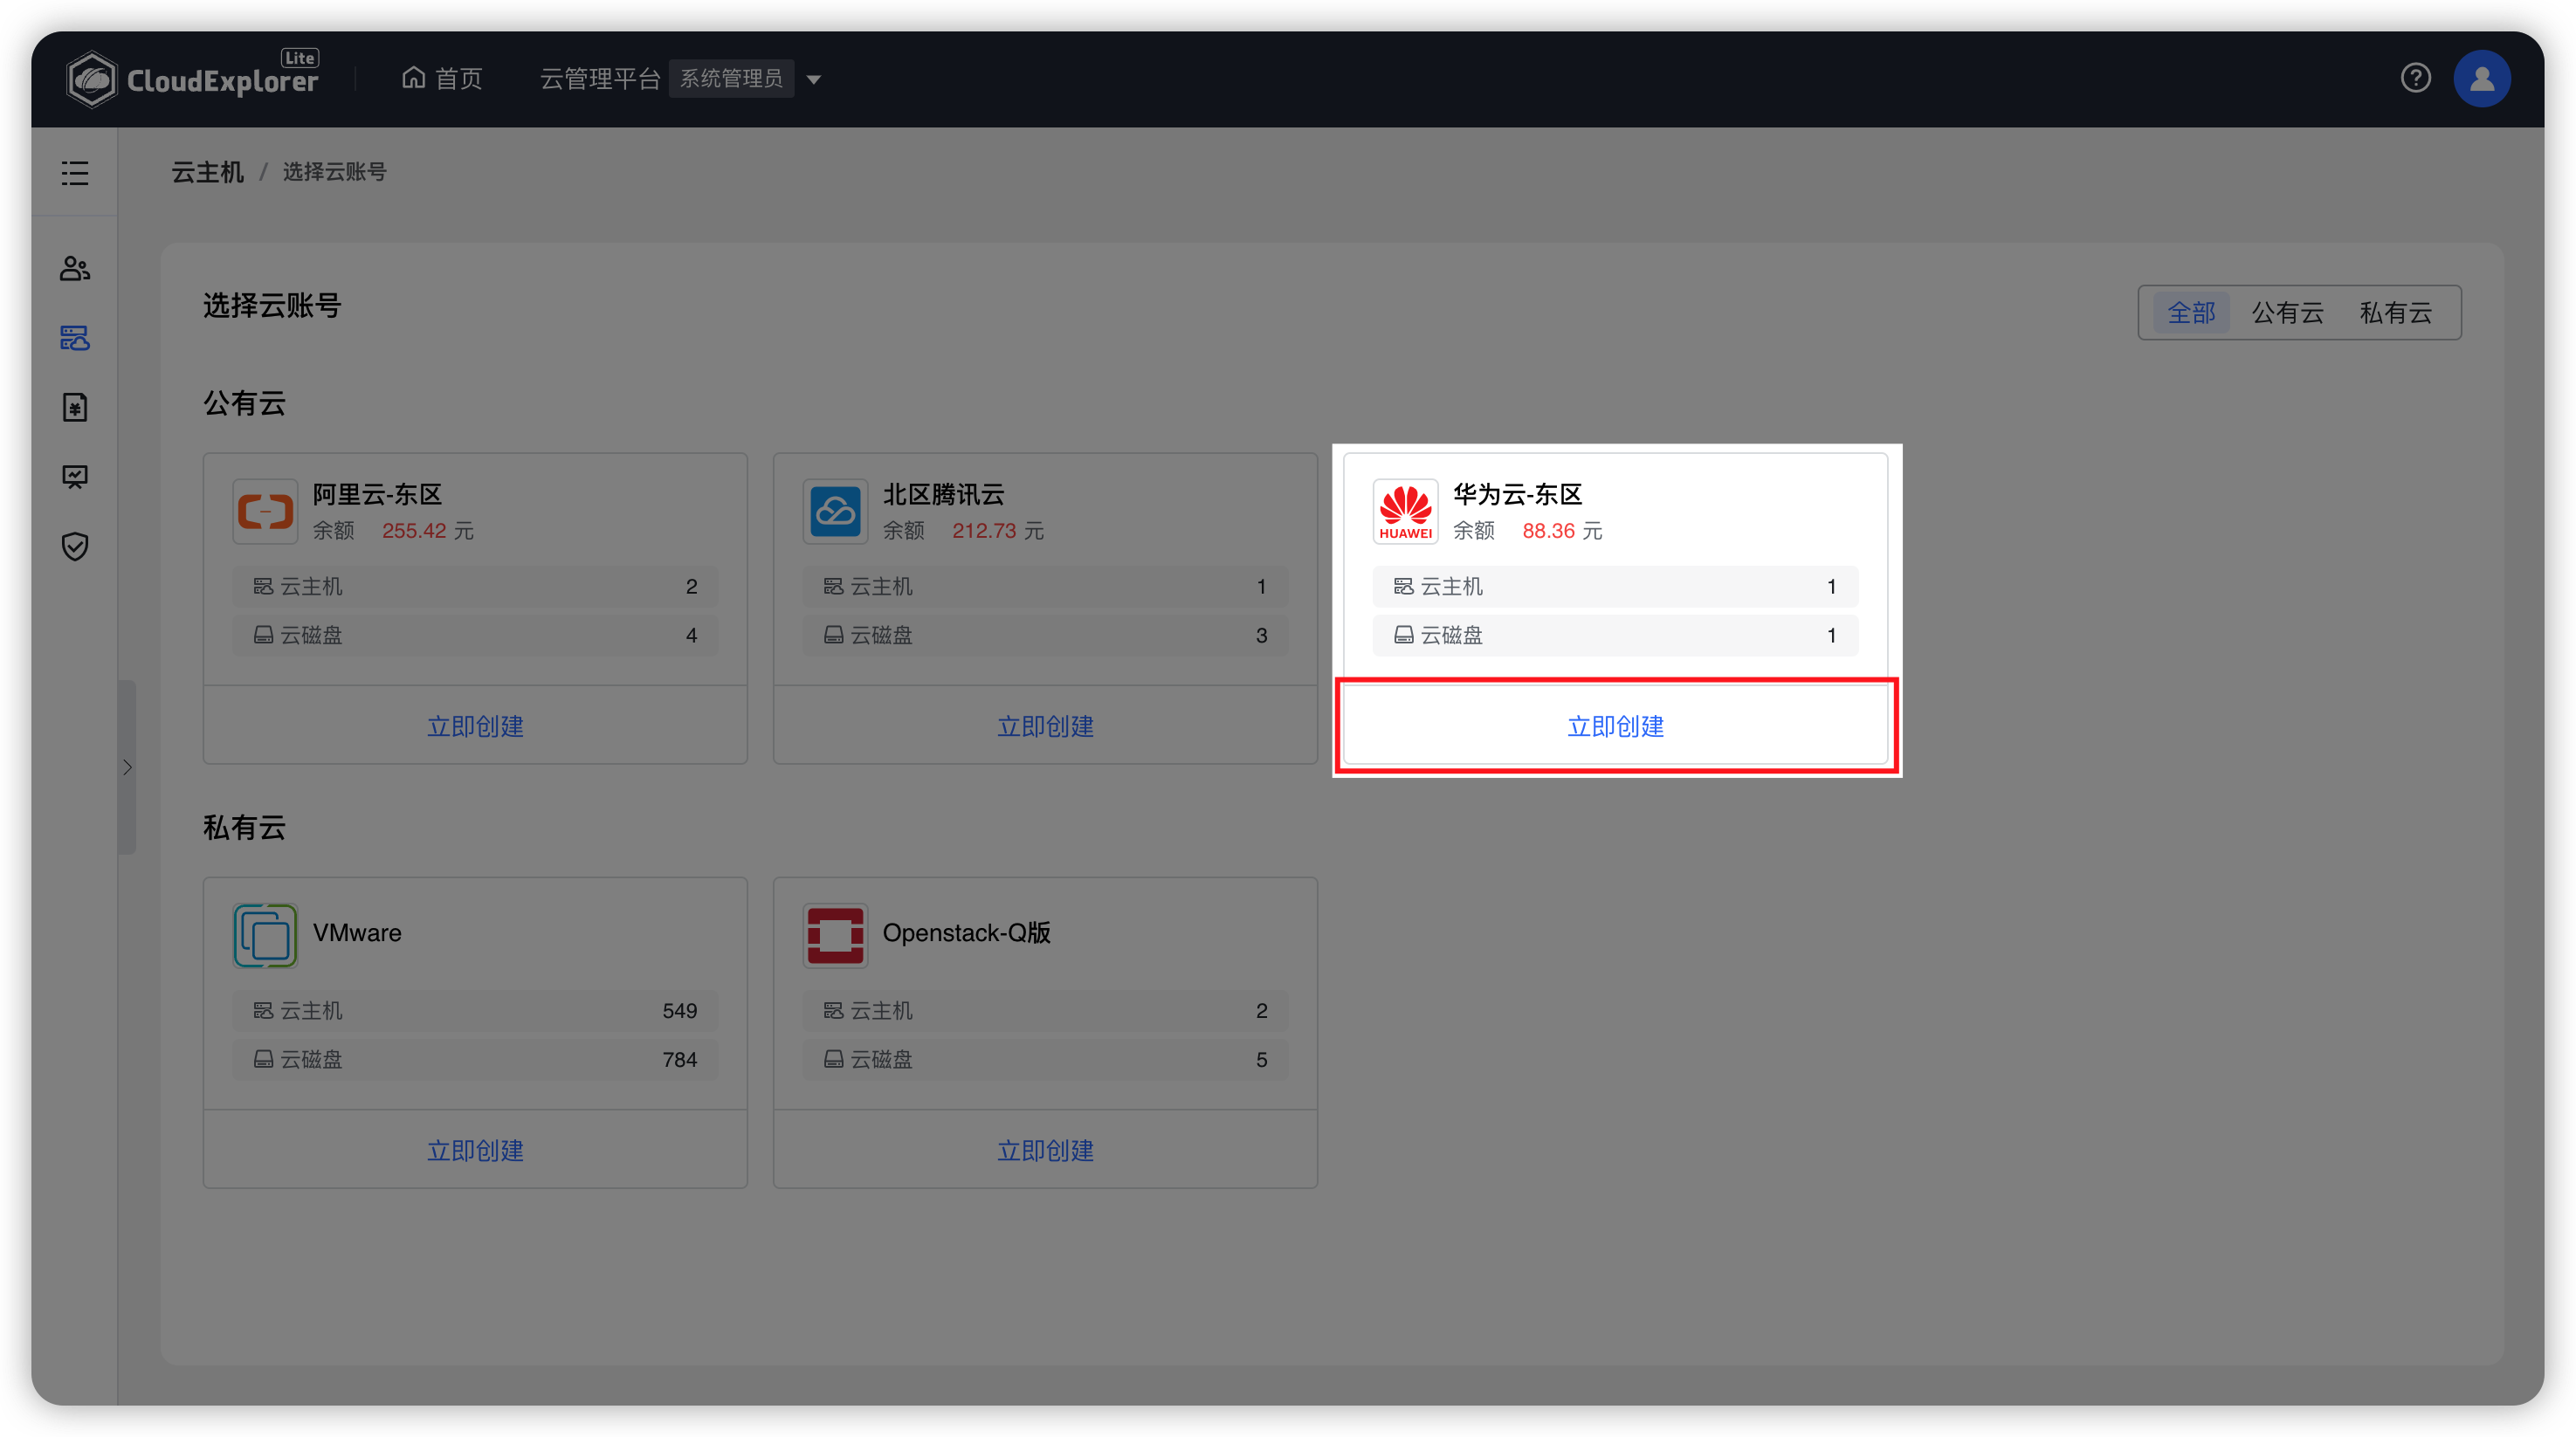 CloudExplorer Lite
首页
云管理平台 系统管理员
云主机 / 选择云账号
选择云账号
全部 公有云 私有云
公有云
阿里云-东区
余额 255.42 元
云主机 2
云磁盘 4
立即创建
北区腾讯云
余额 212.73 元
云主机 1
云磁盘 3
立即创建
HUAWEI
华为云-东区
余额 88.36 元
云主机 1
云磁盘 1
立即创建
私有云
VMware
云主机 549
云磁盘 784
立即创建
Openstack-Q版
云主机 2
云磁盘 5
立即创建